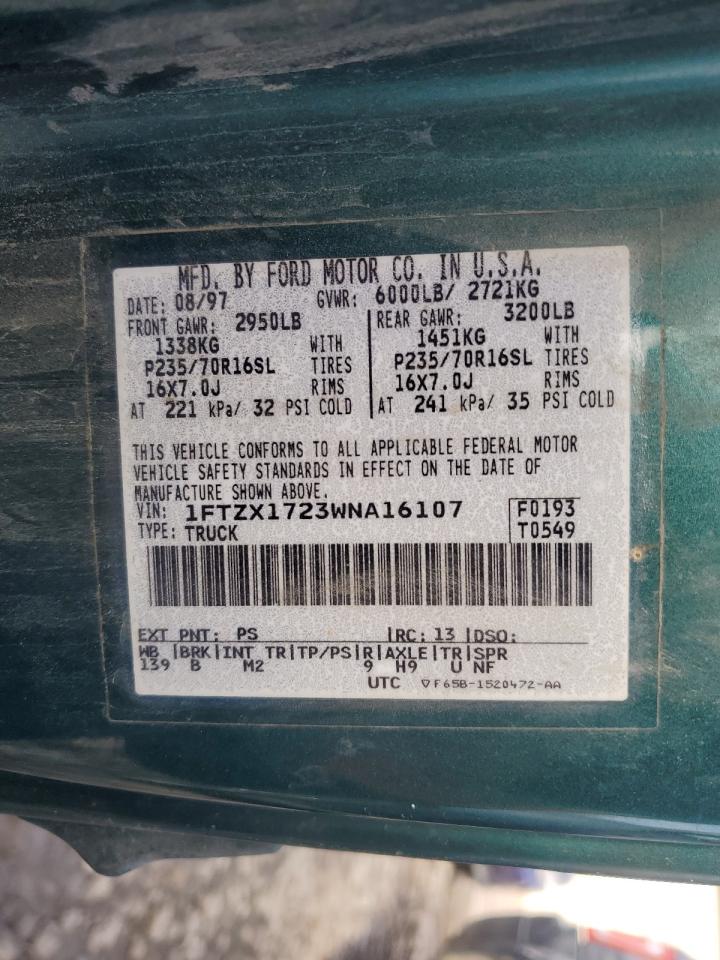 MFD. BY FORD MOTOR CO. IN U.S.A.
DATE: 08/97 GVWR: 6000LB/ 2721KG
FRONT GAWR: 2950LB REAR GAWR: 3200LB
1338KG WITH 1451KG WITH
P235/70R16SL TIRES P235/70R16SL TIRES
16X7.0J RIMS 16X7.0J RIMS
AT 221 kPa/ 32 PSI COLD AT 241 kPa/ 35 PSI COLD
THIS VEHICLE CONFORMS TO ALL APPLICABLE FEDERAL MOTOR
VEHICLE SAFETY STANDARDS IN EFFECT ON THE DATE OF
MANUFACTURE SHOWN ABOVE.
VIN: 1FTZX1723WNA16107 F0193
TYPE: TRUCK T0549
EXT PNT: PS RC: 13 DSO:
WB BRK INT TR TP/PS R AXLE TR SPR
139 B M2 9 H9 U NF
UTC ▽F65B-1520472-AA